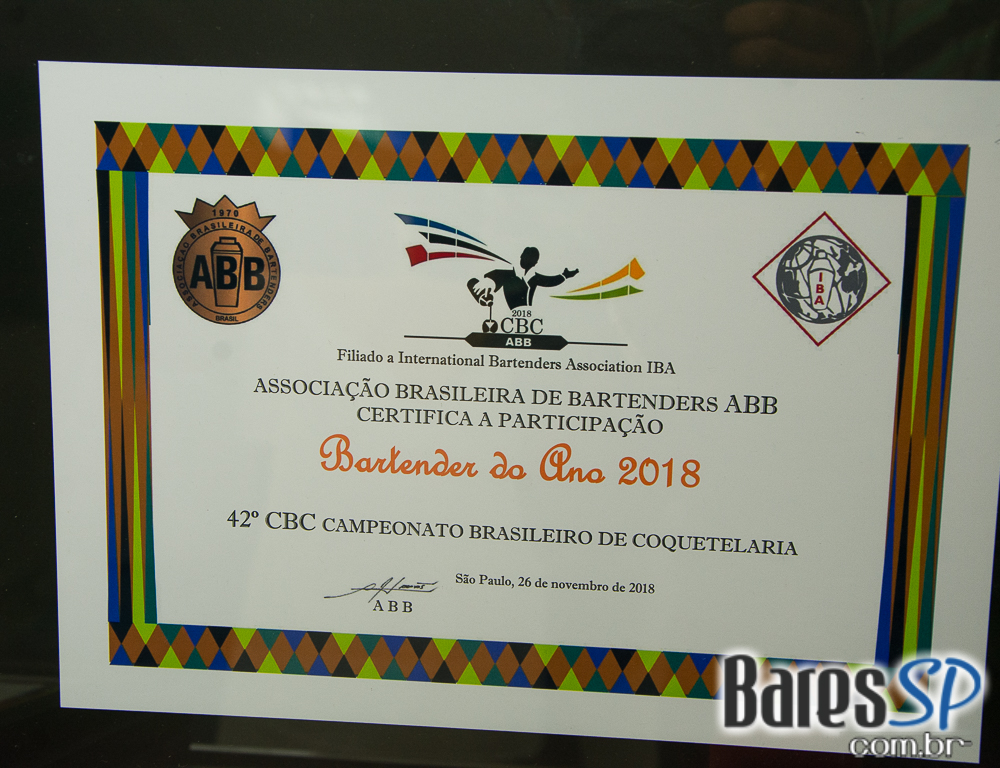 1970
ASSOCIAÇÃO BRASILEIRA DE BARTENDERS
ABB
BRASIL
2018
CBC
ABB
IBA
Filiado a International Bartenders Association IBA
ASSOCIAÇÃO BRASILEIRA DE BARTENDERS ABB
CERTIFICA A PARTICIPAÇÃO
Bartender do Ano 2018
42º CBC CAMPEONATO BRASILEIRO DE COQUETELARIA
São Paulo, 26 de novembro de 2018
ABB
BaresSP
com.br